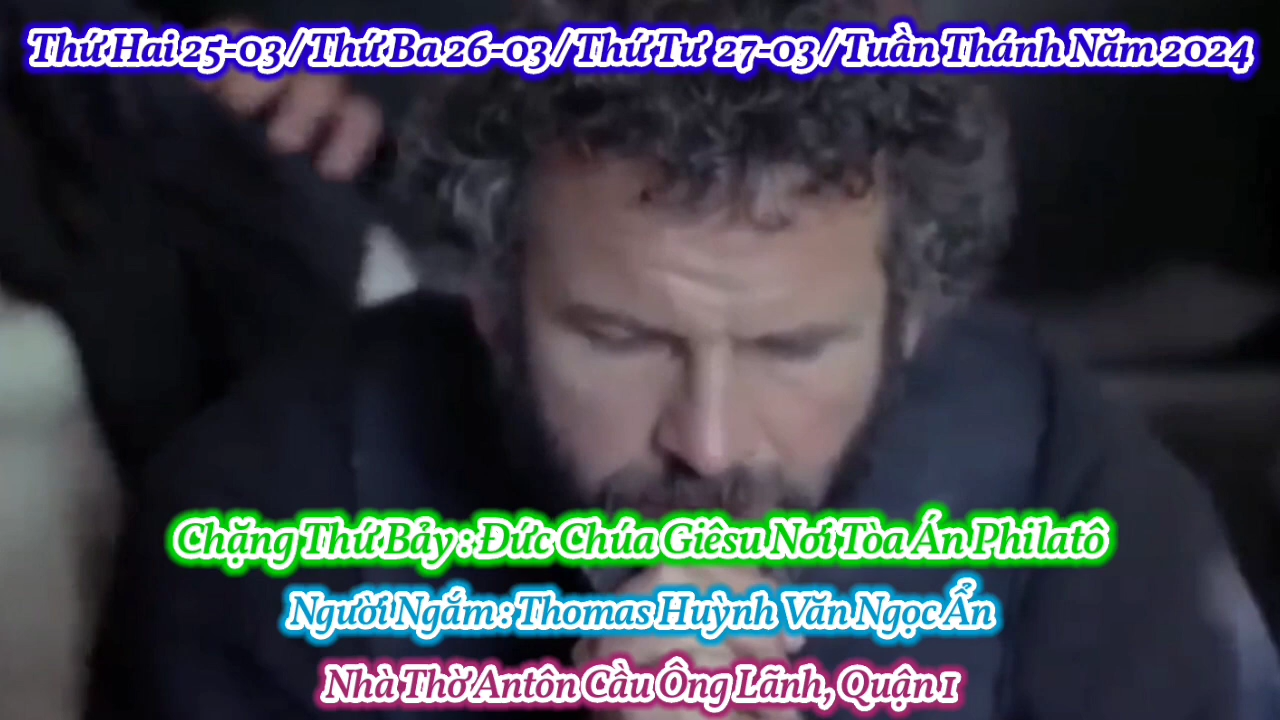 Thứ Hai 25-03 / Thứ Ba 26-03 / Thứ Tư 27-03 / Tuần Thánh Năm 2024
Chặng Thứ Bảy : Đức Chúa Giêsu Nơi Tòa Án Philatô
Người Ngắm : Thomas Huỳnh Văn Ngọc Ẩn
Nhà Thờ Antôn Cầu Ông Lãnh, Quận 1